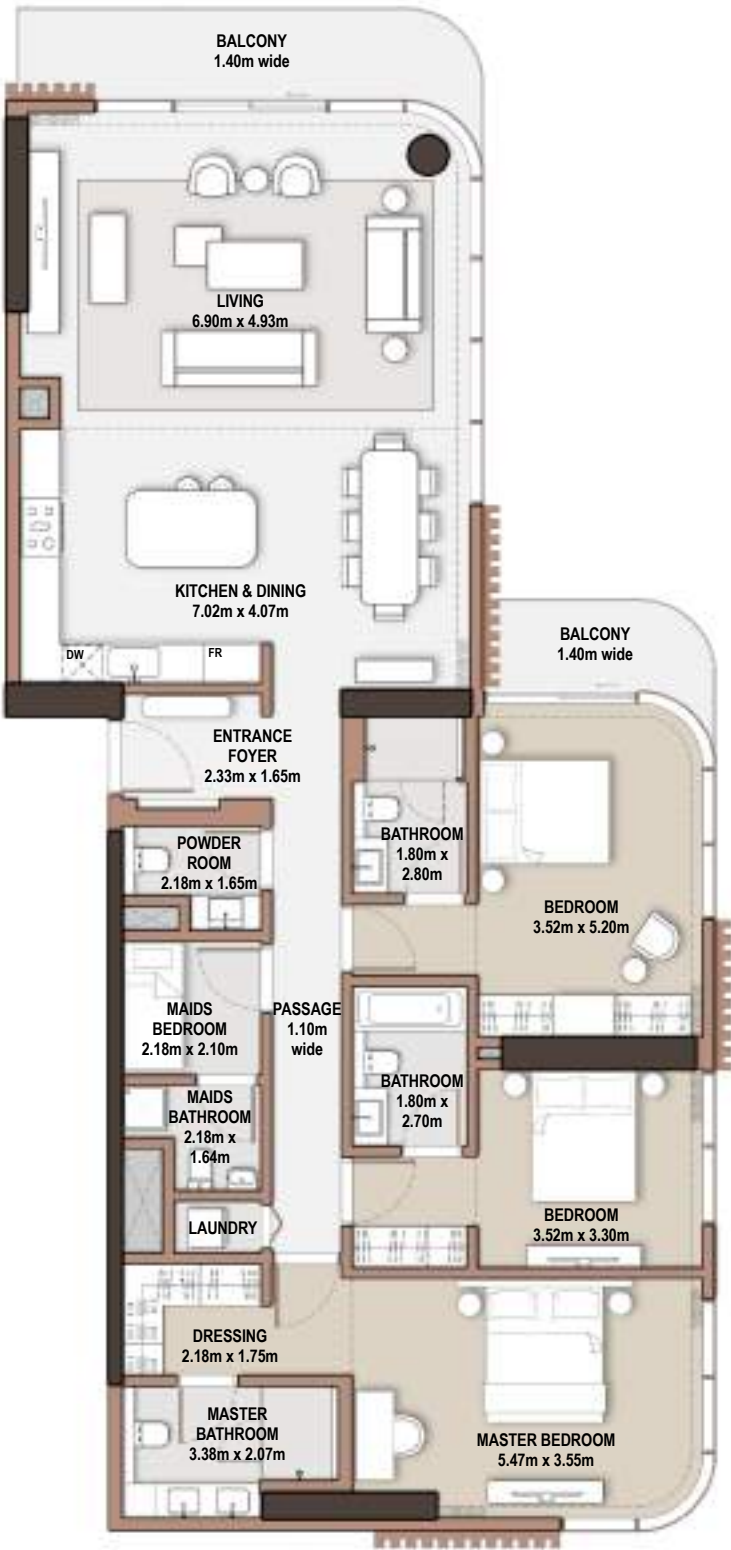 BALCONY
1.40m wide
LIVING
6.90m x 4.93m
KITCHEN & DINING
7.02m x 4.07m
DW
FR
BALCONY
1.40m wide
ENTRANCE
FOYER
2.33m x 1.65m
POWDER
ROOM
2.18m x 1.65m
BATHROOM
1.80m x
2.80m
BEDROOM
3.52m x 5.20m
MAIDS
BEDROOM
2.18m x 2.10m
PASSAGE
1.10m
wide
BATHROOM
1.80m x
2.70m
MAIDS
BATHROOM
2.18m x
1.64m
BEDROOM
3.52m x 3.30m
LAUNDRY
DRESSING
2.18m x 1.75m
MASTER
BATHROOM
3.38m x 2.07m
MASTER BEDROOM
5.47m x 3.55m